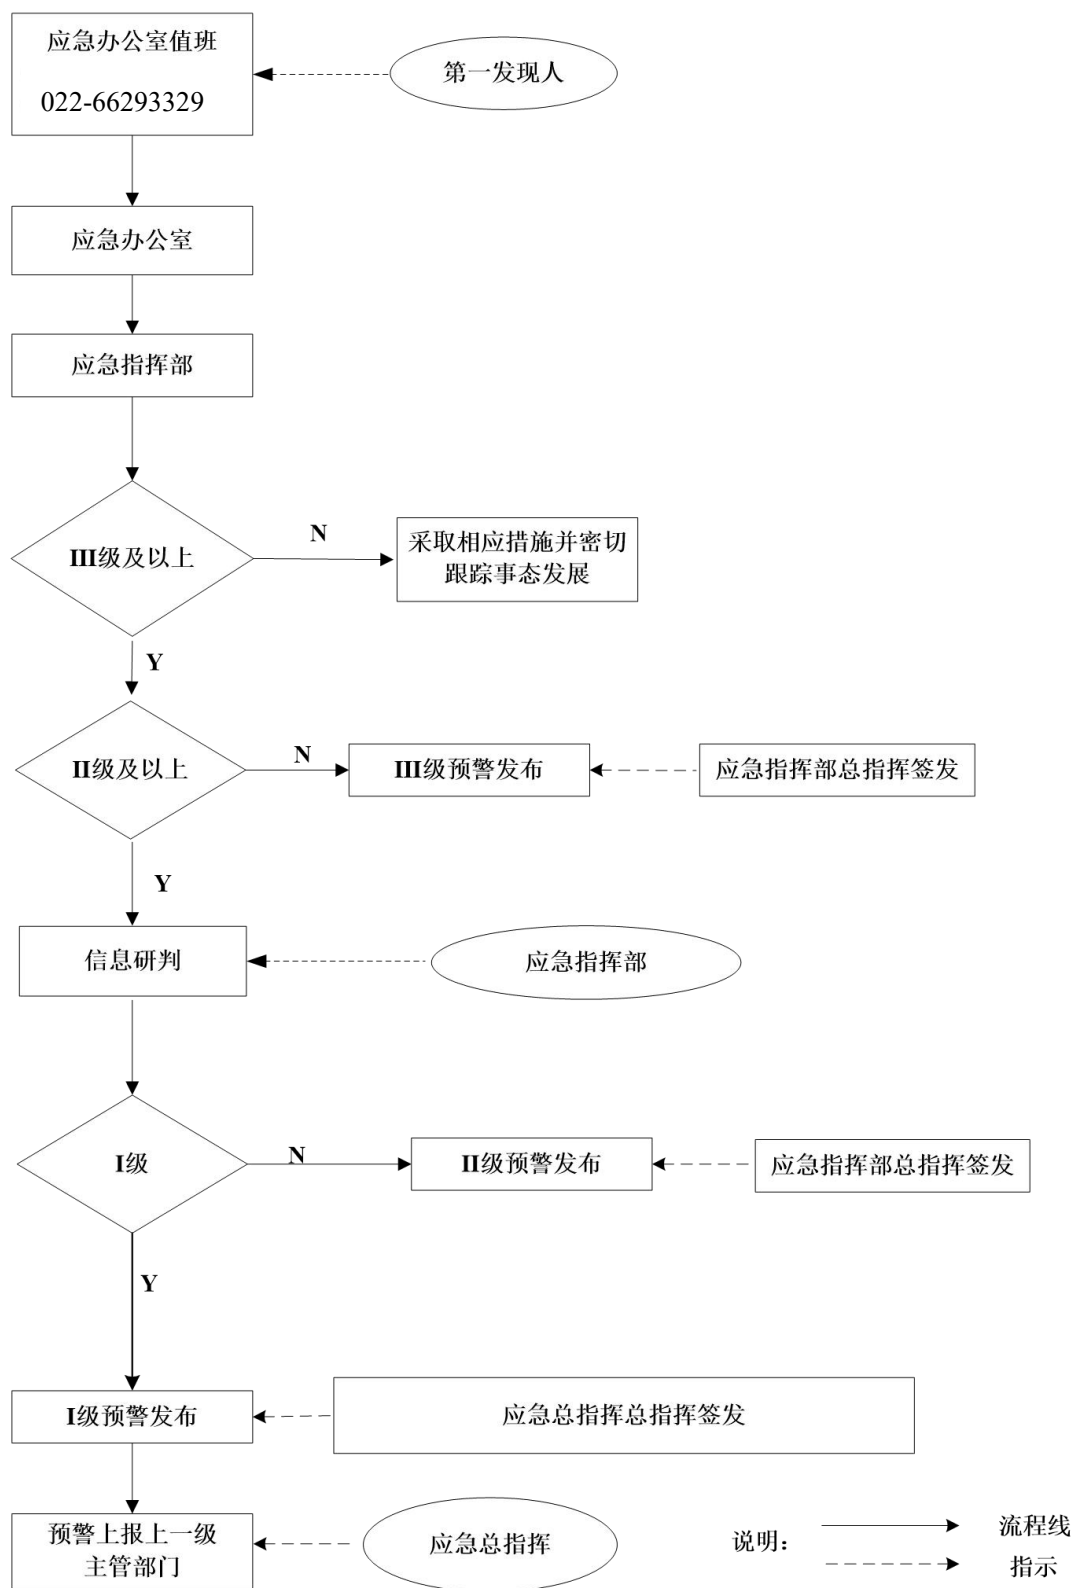 应急办公室值班
022-66293329
第一发现人
应急办公室
应急指挥部
III级及以上
N
采取相应措施并密切
跟踪事态发展
Y
II级及以上
N
III级预警发布
应急指挥部总指挥签发
Y
信息研判
应急指挥部
I级
N
II级预警发布
应急指挥部总指挥签发
Y
I级预警发布
应急总指挥总指挥签发
预警上报上一级
主管部门
应急总指挥
说明：
流程线
指示